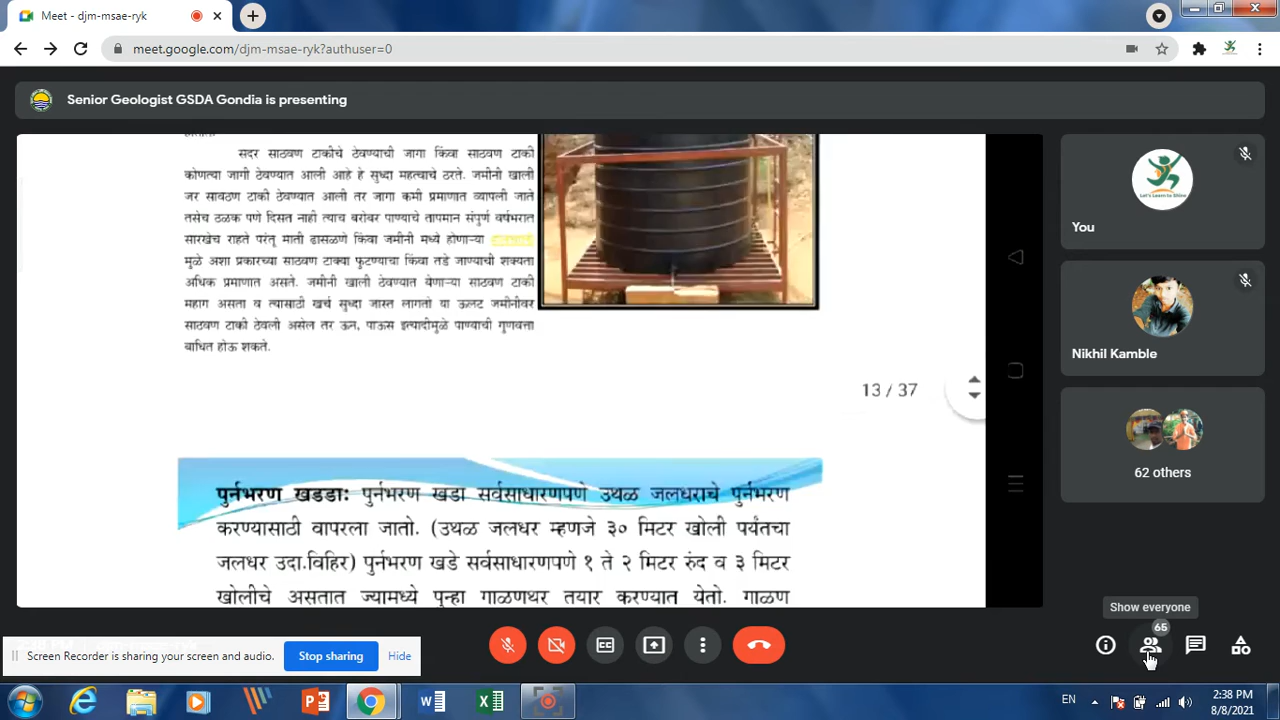 Meet - djm-msae-ryk
meet.google.com/djm-msae-ryk?authuser=0
Senior Geologist GSDA Gondia is presenting
सदर साठवण टाकीचे ठेवण्याची जागा किंवा साठवण टाकी
कोणत्या जागी ठेवण्यात आली आहे हे सुध्दा महत्वाचे ठरते. जमीनी खाली
जर सावठण टाकी ठेवण्यात आली तर जागा कमी प्रमाणात व्यापली जाते
तसेच ठळक पणे दिसत नाही त्याच बरोबर पाण्याचे तापमान संपुर्ण वर्षभरात
सारखेच राहते परंतू माती ढासळणे किंवा जमीनी मध्ये होणाऱ्या
मुळे अशा प्रकारच्या साठवण टाक्या फुटण्याचा किंवा तडे जाण्याची शक्यता
अधिक प्रमाणात असते. जमीनी खाली ठेवण्यात येणाऱ्या साठवण टाकी
महाग असता व त्यासाठी खर्च सुध्दा जास्त लागतो या ऊलट जमीनीवर
साठवण टाकी ठेवली असेल तर ऊन, पाऊस इत्यादीमुळे पाण्याची गुणवत्ता
बाधित होऊ शकते.
13 / 37
पुर्नभरण खडडाः पुर्नभरण खडा सर्वसाधारणपणे उथळ जलधराचे पुर्नभरण
करण्यासाठी वापरला जातो. (उथळ जलधर म्हणजे ३० मिटर खोली पर्यंतचा
जलधर उदा.विहिर) पुर्नभरण खडे सर्वसाधारणपणे १ ते २ मिटर रुंद व ३ मिटर
खोलीचे असतात ज्यामध्ये पून्हा गाळणथर तयार करण्यात येतो. गाळण
Let's Learn to Shine
You
Nikhil Kamble
62 others
Show everyone
65
Screen Recorder is sharing your screen and audio.
Stop sharing
Hide
EN
2:38 PM
8/8/2021